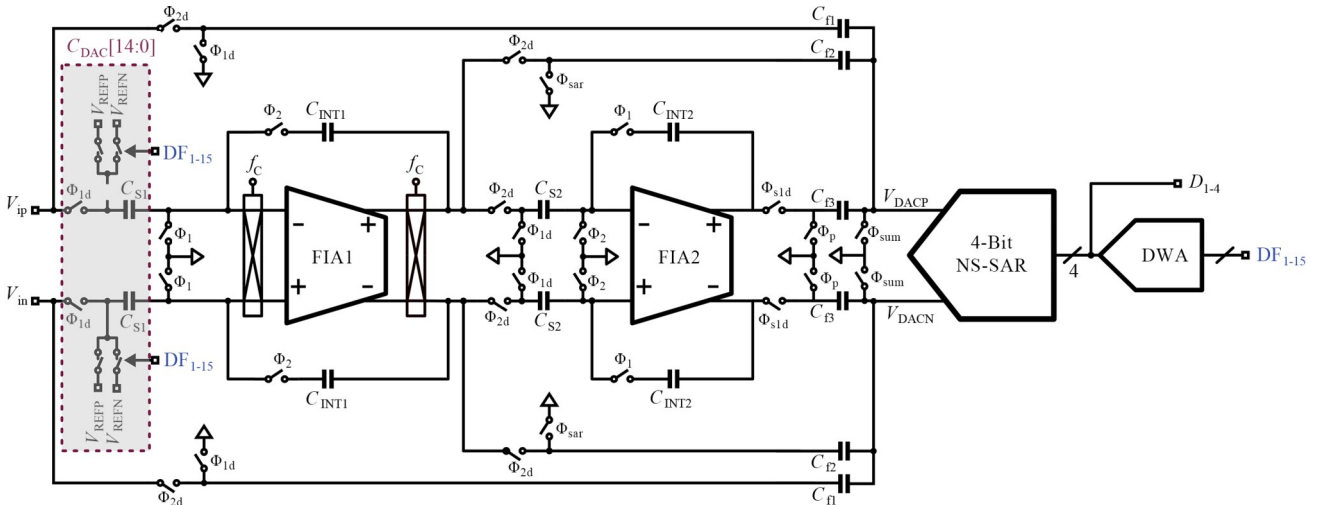 Φ2d
Cf1
CDAC[14:0]
Φ1d
Φ2d
Cf2
VREFP
VREFN
Φsar
Φ2
CINT1
Φ1
CINT2
DF1-15
fC
fC
D1-4
Vip
Φ1d
CS1
Φ2d
CS2
Φs1d
Cf3
VDACP
Φ1
−
+
Φ1d
Φ2
−
+
Φp
Φsum
FIA1
FIA2
4-Bit
NS-SAR
4
DWA
DF1-15
Φ1
+
−
Φ1d
Φ2
+
−
Φp
Φsum
Vin
Φ1d
CS1
Φ2d
CS2
Φs1d
Cf3
VDACN
DF1-15
Φ2
CINT1
Φ1
CINT2
VREFP
VREFN
Φsar
Φ1d
Φ2d
Cf2
Φ2d
Cf1